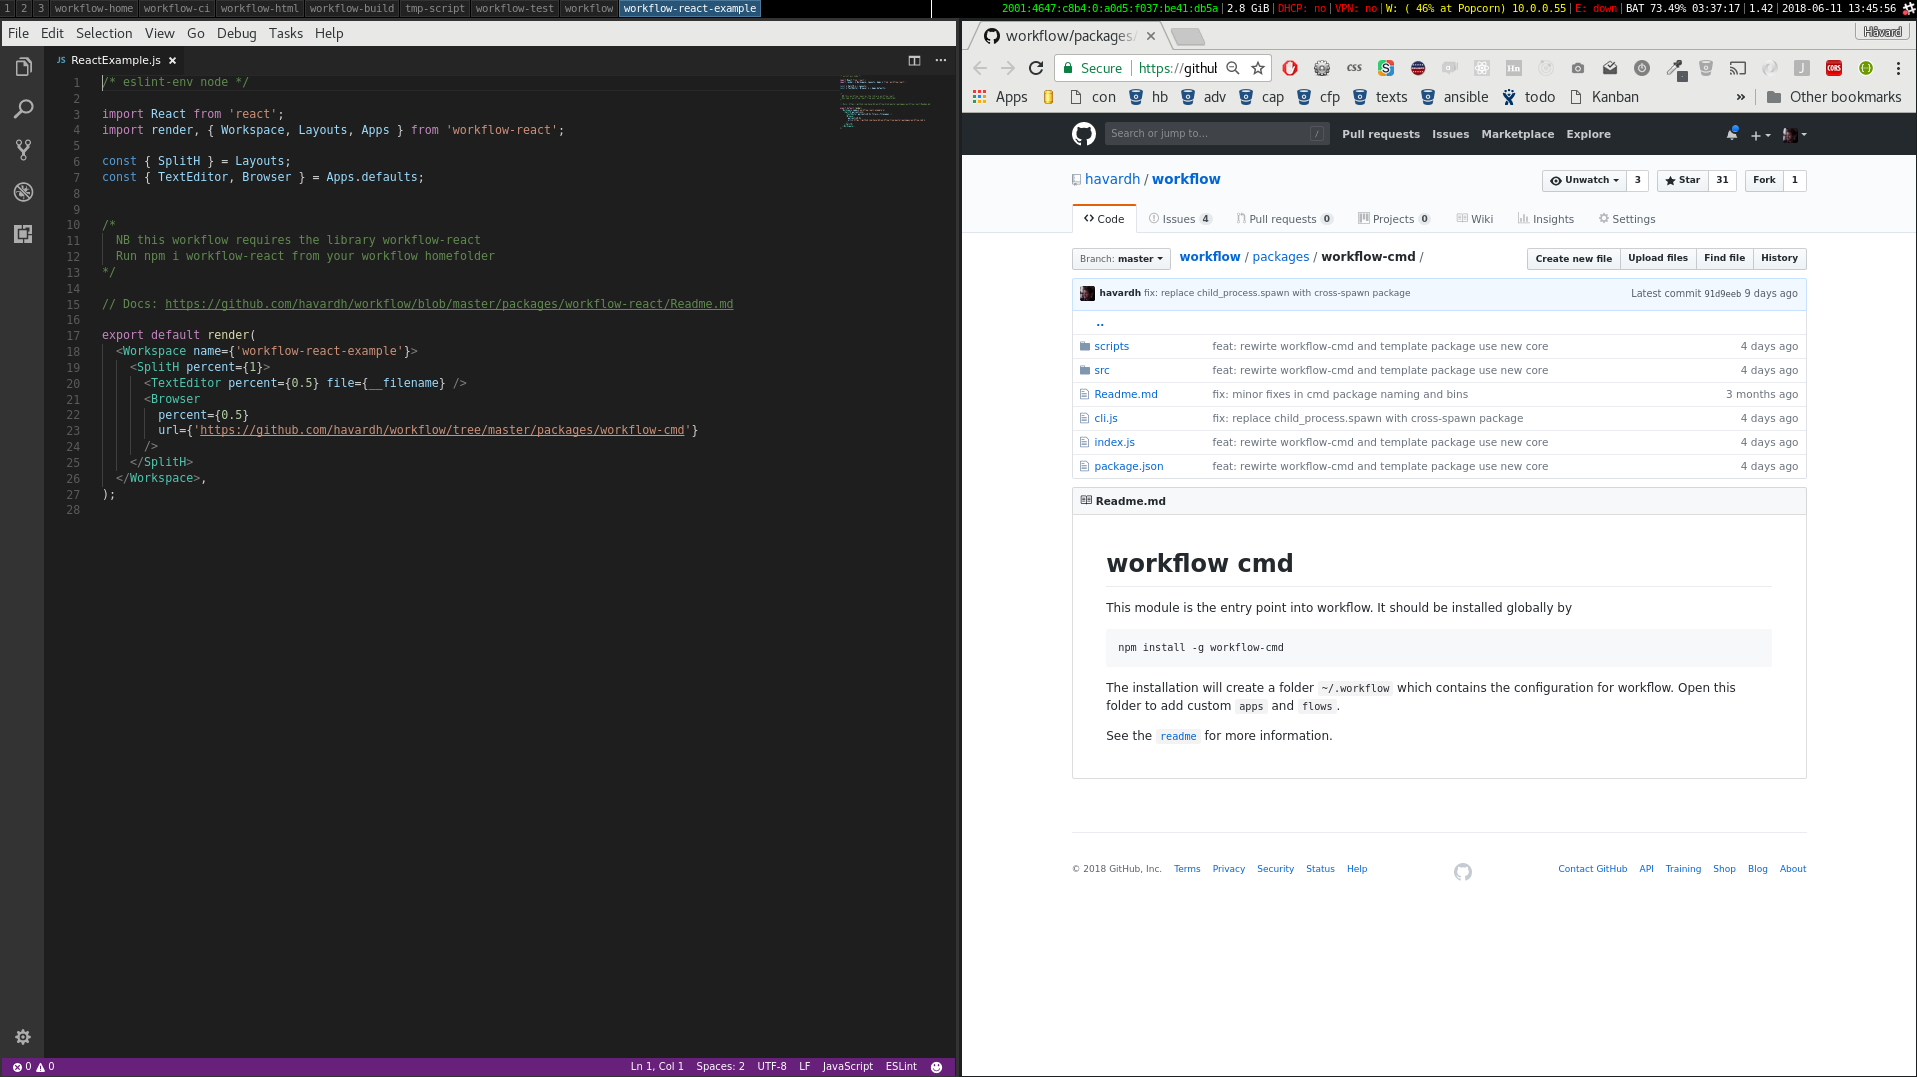 1 2 3 workflow-home workflow-ci workflow-html workflow-build tmp-script workflow-test workflow workflow-react-example
2001:4647:c8b4:0:a0d5:f037:be41:db5a|2.8 GiB|DHCP: no|VPN: no|W: ( 46% at Popcorn) 10.0.0.55|E: down|BAT 73.49% 03:37:17|1.42|2018-06-11 13:45:56
File Edit Selection View Go Debug Tasks Help
JS ReactExample.js ×
1 /* eslint-env node */
2
3 import React from 'react';
4 import render, { Workspace, Layouts, Apps } from 'workflow-react';
5
6 const { SplitH } = Layouts;
7 const { TextEditor, Browser } = Apps.defaults;
8
9
10 /*
11 NB this workflow requires the library workflow-react
12 Run npm i workflow-react from your workflow homefolder
13 */
14
15 // Docs: https://github.com/havardh/workflow/blob/master/packages/workflow-react/Readme.md
16
17 export default render(
18 <Workspace name={'workflow-react-example'}>
19 <SplitH percent={1}>
20 <TextEditor percent={0.5} file={__filename} />
21 <Browser
22 percent={0.5}
23 url={'https://github.com/havardh/workflow/tree/master/packages/workflow-cmd'}
24 />
25 </SplitH>
26 </Workspace>,
27 );
28
0 0 Ln 1, Col 1 Spaces: 2 UTF-8 LF JavaScript ESLint
workflow/packages/ × Håvard
Secure https://githul
css S Hn J CORS
Apps con hb adv cap cfp texts ansible todo Kanban » Other bookmarks
Search or jump to... / Pull requests Issues Marketplace Explore
havardh / workflow Unwatch 3 Star 31 Fork 1
Code Issues 4 Pull requests 0 Projects 0 Wiki Insights Settings
Branch: master workflow / packages / workflow-cmd / Create new file Upload files Find file History
havardh fix: replace child_process.spawn with cross-spawn package Latest commit 91d9eeb 9 days ago
..
scripts feat: rewirte workflow-cmd and template package use new core 4 days ago
src feat: rewirte workflow-cmd and template package use new core 4 days ago
Readme.md fix: minor fixes in cmd package naming and bins 3 months ago
cli.js fix: replace child_process.spawn with cross-spawn package 4 days ago
index.js feat: rewirte workflow-cmd and template package use new core 4 days ago
package.json feat: rewirte workflow-cmd and template package use new core 4 days ago
Readme.md
workflow cmd
This module is the entry point into workflow. It should be installed globally by
npm install -g workflow-cmd
The installation will create a folder ~/.workflow which contains the configuration for workflow. Open this
folder to add custom apps and flows.
See the readme for more information.
© 2018 GitHub, Inc. Terms Privacy Security Status Help Contact GitHub API Training Shop Blog About